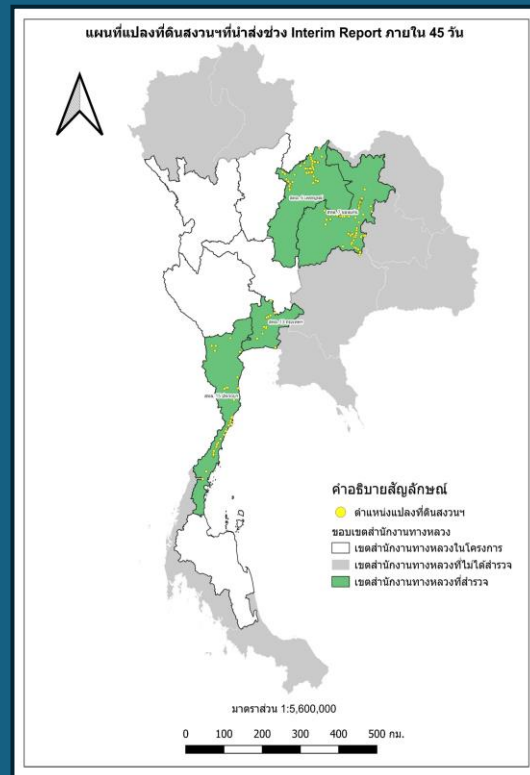 แผนที่แปลงที่ดินสงวนฯที่นำส่งช่วง Interim Report ภายใน 45 วัน
คำอธิบายสัญลักษณ์
ตำแหน่งแปลงที่ดินสงวนฯ
ขอบเขตสำนักงานทางหลวง
เขตสำนักงานทางหลวงในโครงการ
เขตสำนักงานทางหลวงที่ไม่ได้สำรวจ
เขตสำนักงานทางหลวงที่สำรวจ
มาตราส่วน 1:5,600,000
0 100 200 300 400 500 กม.